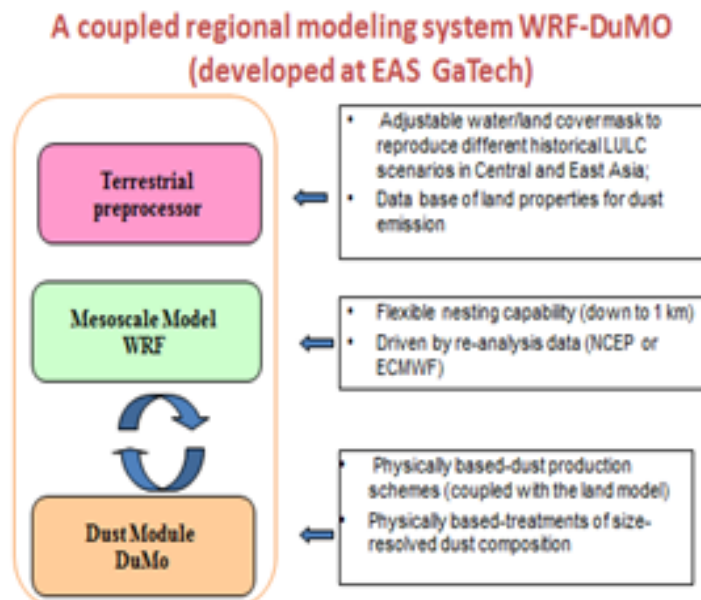 A coupled regional modeling system WRF-DuMO
(developed at EAS GaTech)
Terrestrial
preprocessor
• Adjustable water/land cover mask to
reproduce different historical LULC
scenarios in Central and East Asia;
• Data base of land properties for dust
emission
Mesoscale Model
WRF
• Flexible nesting capability (down to 1 km)
• Driven by re-analysis data (NCEP or
ECMWF)
Dust Module
DuMo
• Physically based-dust production
schemes (coupled with the land model)
• Physically based-treatments of size-
resolved dust composition